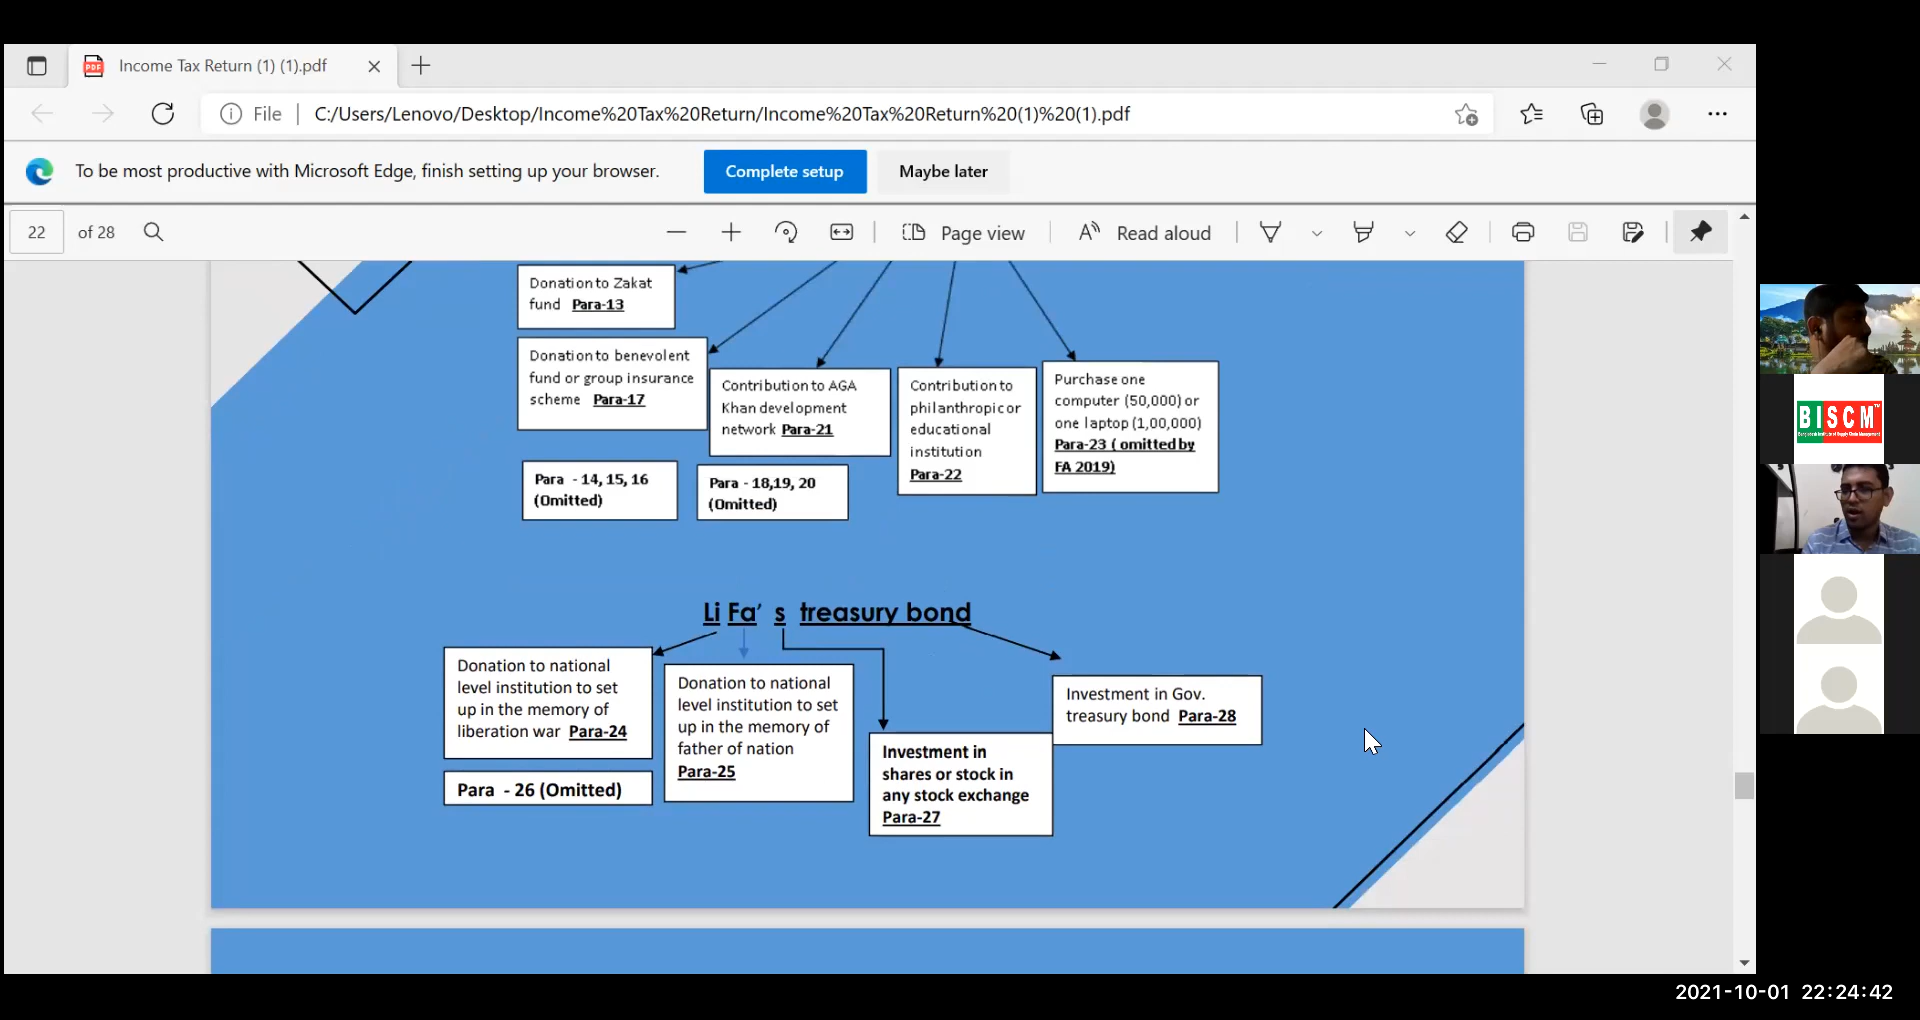 Income Tax Return (1) (1).pdf
File
C:/Users/Lenovo/Desktop/Income%20Tax%20Return/Income%20Tax%20Return%20(1)%20(1).pdf
To be most productive with Microsoft Edge, finish setting up your browser.
Complete setup
Maybe later
22
of 28
Page view
Read aloud
Donation to Zakat
fund Para-13
Donation to benevolent
fund or group insurance
scheme Para-17
Contribution to AGA
Khan development
network Para-21
Contribution to
philanthropic or
educational
institution
Para-22
Purchase one
computer (50,000) or
one laptop (1,00,000)
Para-23 ( omitted by
FA 2019)
Para - 14, 15, 16
(Omitted)
Para - 18,19, 20
(Omitted)
Li Fa’ s treasury bond
Donation to national
level institution to set
up in the memory of
liberation war Para-24
Para - 26 (Omitted)
Donation to national
level institution to set
up in the memory of
father of nation
Para-25
Investment in
shares or stock in
any stock exchange
Para-27
Investment in Gov.
treasury bond Para-28
BISCM
2021-10-01 22:24:42